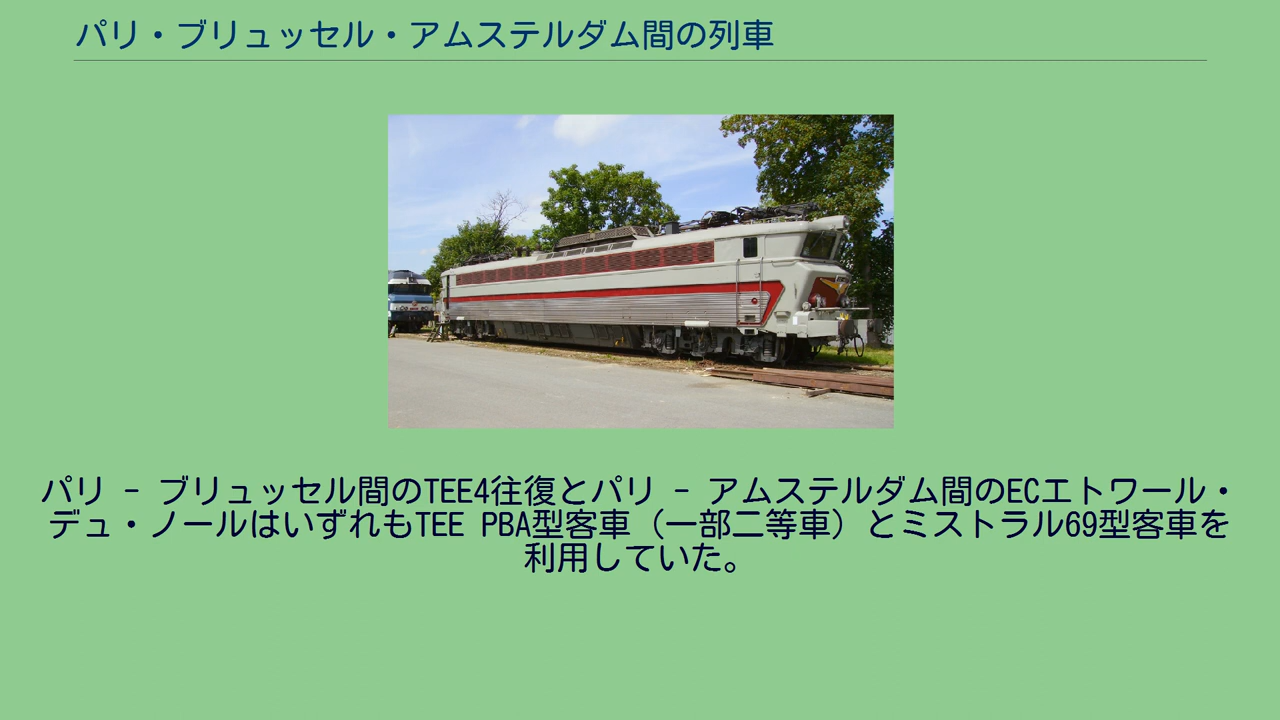 パリ・ブリュッセル・アムステルダム間の列車
パリ - ブリュッセル間のTEE4往復とパリ - アムステルダム間のECエトワール・
デュ・ノールはいずれもTEE PBA型客車（一部二等車）とミストラル69型客車を
利用していた。